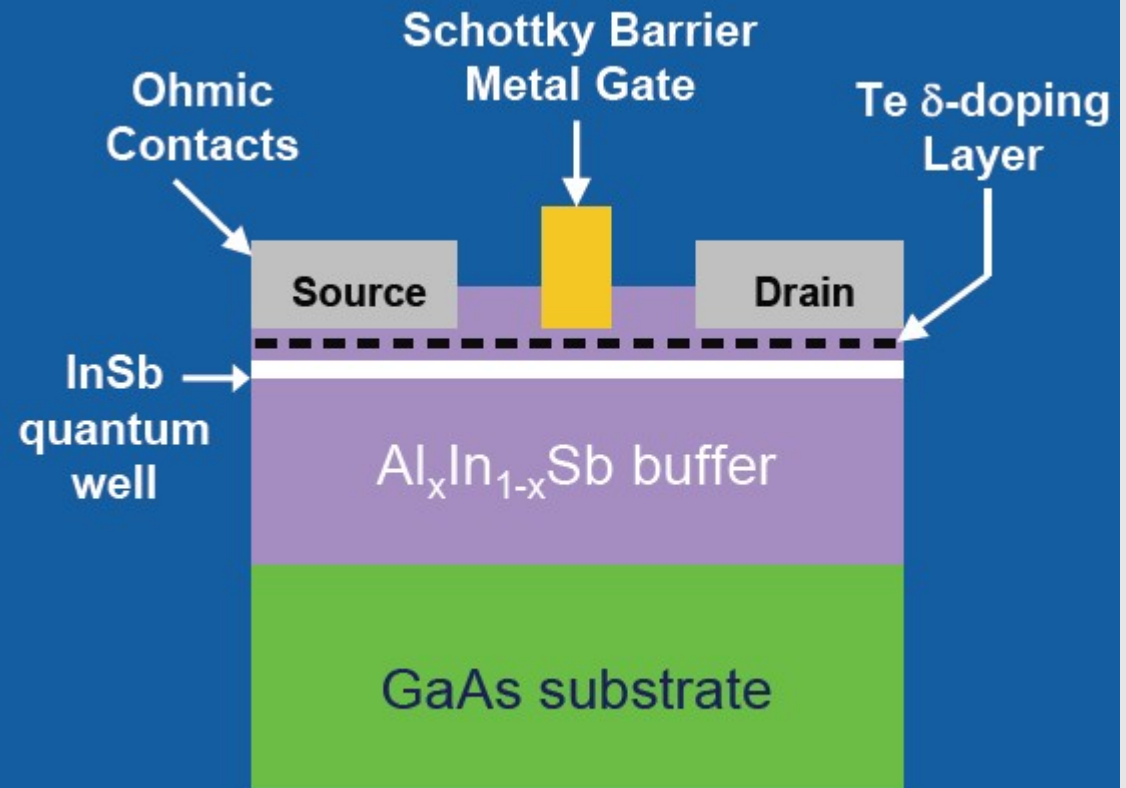 Schottky Barrier
Metal Gate
Ohmic
Contacts
Te δ-doping
Layer
Source
Drain
InSb
quantum
well
AlₓIn₁₋ₓSb buffer
GaAs substrate